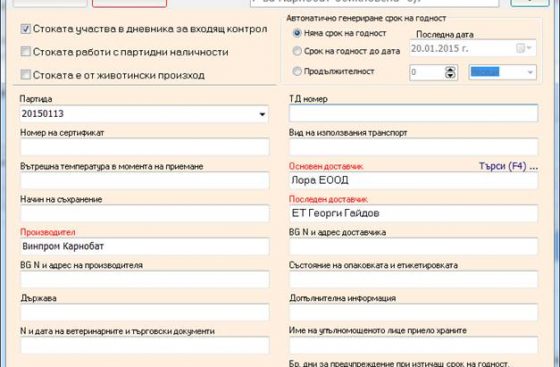 Стоката участва в дневника за входящ контрол
Стоката работи с партидни наличности
Стоката е от животински произход
Автоматично генериране срок на годност
Няма срок на годност
Последна дата
Срок на годност до дата
20.01.2015 г.
Продължителност
0
Партида
20150113
ТД номер
Номер на сертификат
Вид на използвания транспорт
Вътрешна температура в момента на приемане
Основен доставчик
Търси (F4) ...
Лора ЕООД
Начин на съхранение
Последен доставчик
ЕТ Георги Гайдов
Производител
Винпром Карнобат
BG N и адрес на доставчика
BG N и адрес на производителя
Състояние на опаковката и етикетировката
Държава
Допълнителна информация
N и дата на ветеринарните и търговски документи
Име на упълномощеното лице приело храните
Бр. дни за предупреждение при изтичащ срок на годност.